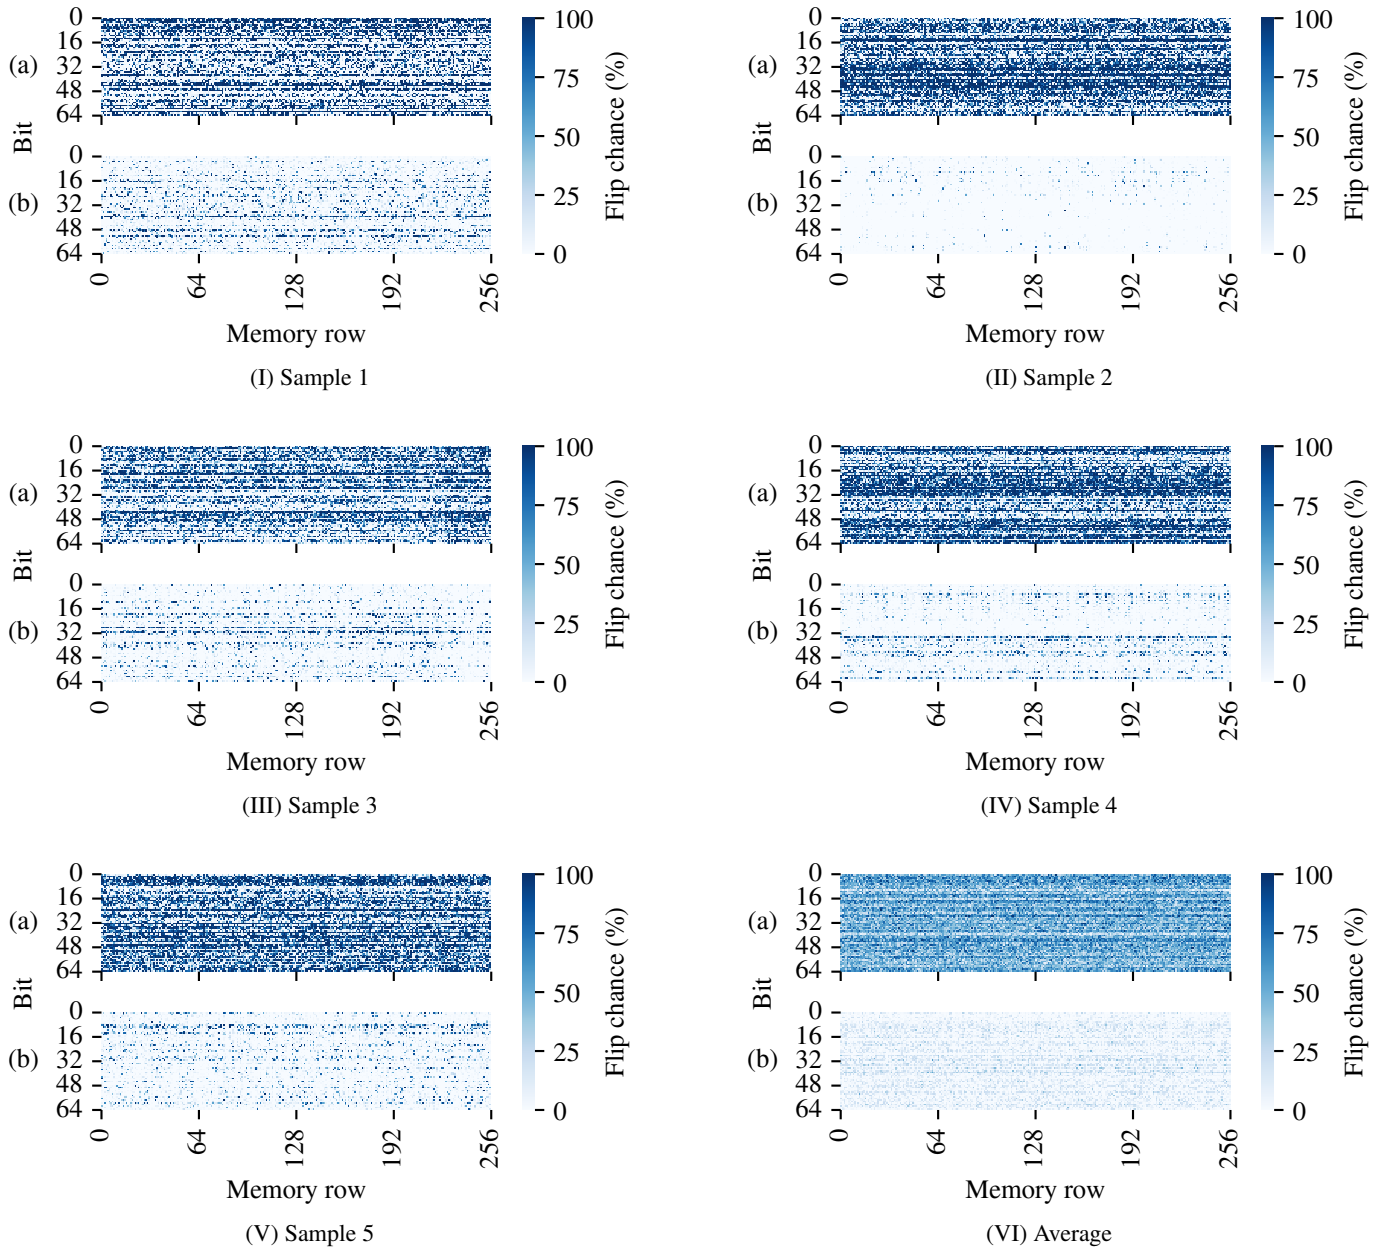 (a)
0
16
32
48
64
Bit
(b)
0
16
32
48
64
0 64 128 192 256
Memory row
100
75
50
25
0
Flip chance (%)
(I) Sample 1
(a)
0
16
32
48
64
Bit
(b)
0
16
32
48
64
0 64 128 192 256
Memory row
100
75
50
25
0
Flip chance (%)
(II) Sample 2
(a)
0
16
32
48
64
Bit
(b)
0
16
32
48
64
0 64 128 192 256
Memory row
100
75
50
25
0
Flip chance (%)
(III) Sample 3
(a)
0
16
32
48
64
Bit
(b)
0
16
32
48
64
0 64 128 192 256
Memory row
100
75
50
25
0
Flip chance (%)
(IV) Sample 4
(a)
0
16
32
48
64
Bit
(b)
0
16
32
48
64
0 64 128 192 256
Memory row
100
75
50
25
0
Flip chance (%)
(V) Sample 5
(a)
0
16
32
48
64
Bit
(b)
0
16
32
48
64
0 64 128 192 256
Memory row
100
75
50
25
0
Flip chance (%)
(VI) Average